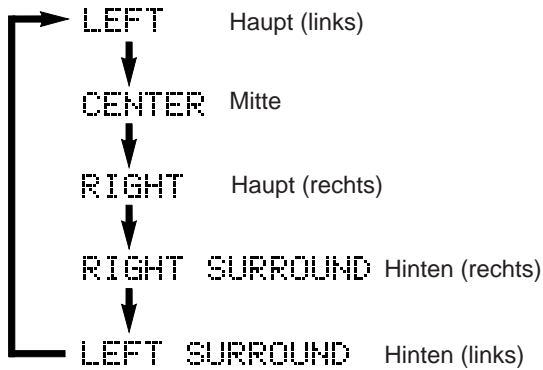 LEFT Haupt (links)
CENTER Mitte
RIGHT Haupt (rechts)
RIGHT SURROUND Hinten (rechts)
LEFT SURROUND Hinten (links)